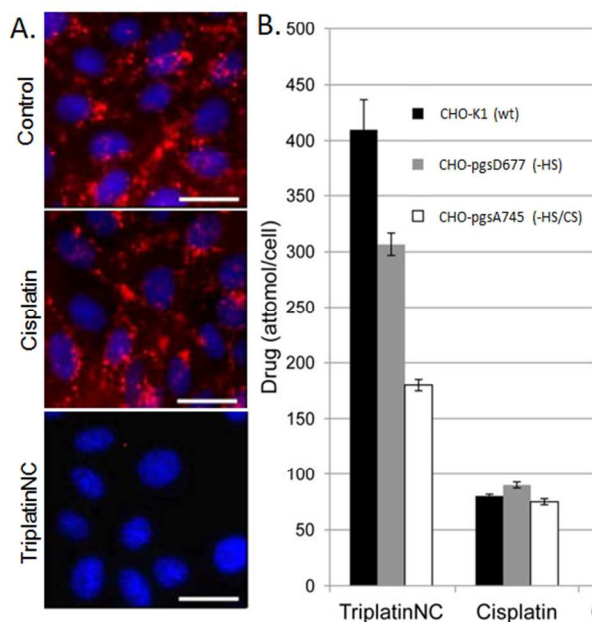 A.
Control
Cisplatin
TriplatinNC
B.
Drug (attomol/cell)
500
450
400
350
300
250
200
150
100
50
0
CHO-K1 (wt)
CHO-pgsD677 (-HS)
CHO-pgsA745 (-HS/CS)
TriplatinNC
Cisplatin